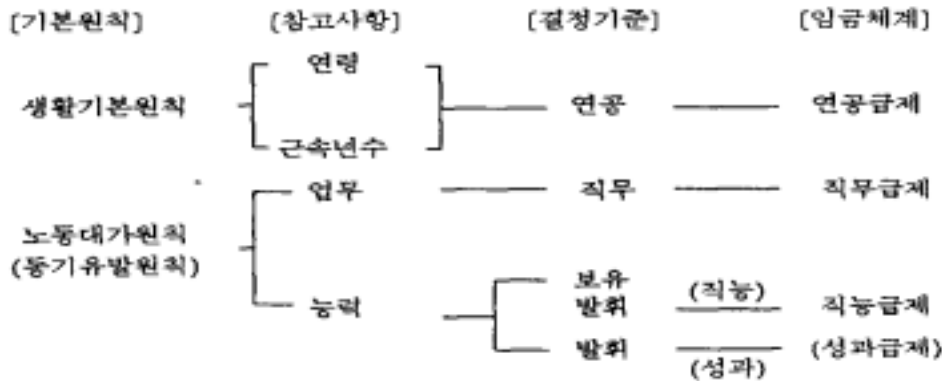 [기본원칙] [참고사항] [결정기준] [임금체계]
연령
생활기본원칙 연공 연공급제
근속년수
업무 직무 직무급제
노동대가원칙
(동기유발원칙)
보유 (직능)
능력 발휘 직능급제
발휘 (성과급제)
(성과)